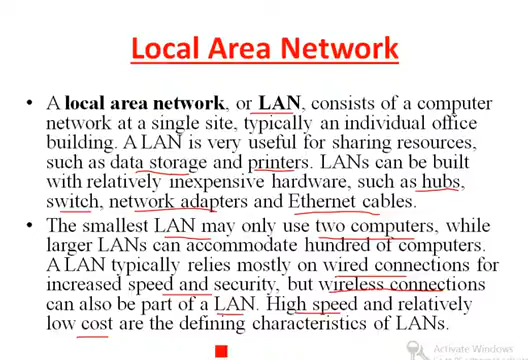 Local Area Network
• A local area network, or LAN, consists of a computer
network at a single site, typically an individual office
building. A LAN is very useful for sharing resources,
such as data storage and printers. LANs can be built
with relatively inexpensive hardware, such as hubs,
switch, network adapters and Ethernet cables.
• The smallest LAN may only use two computers, while
larger LANs can accommodate hundred of computers.
A LAN typically relies mostly on wired connections for
increased speed and security, but wireless connections
can also be part of a LAN. High speed and relatively
low cost are the defining characteristics of LANs.
Activate Windows